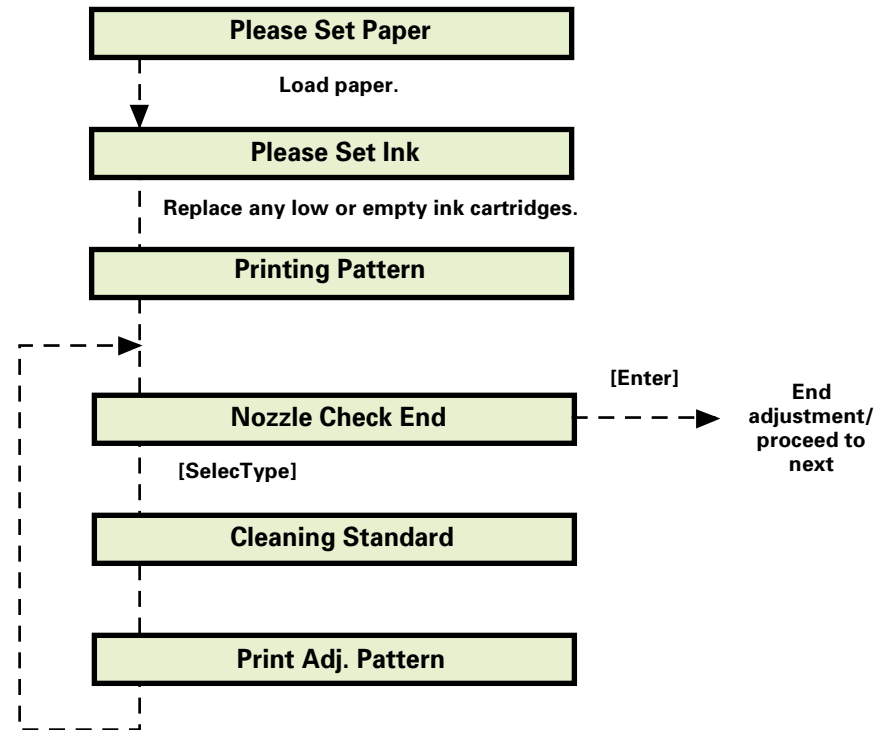 Please Set Paper
Load paper.
Please Set Ink
Replace any low or empty ink cartridges.
Printing Pattern
[Enter]
End
adjustment/
proceed to
next
Nozzle Check End
[SelecType]
Cleaning Standard
Print Adj. Pattern